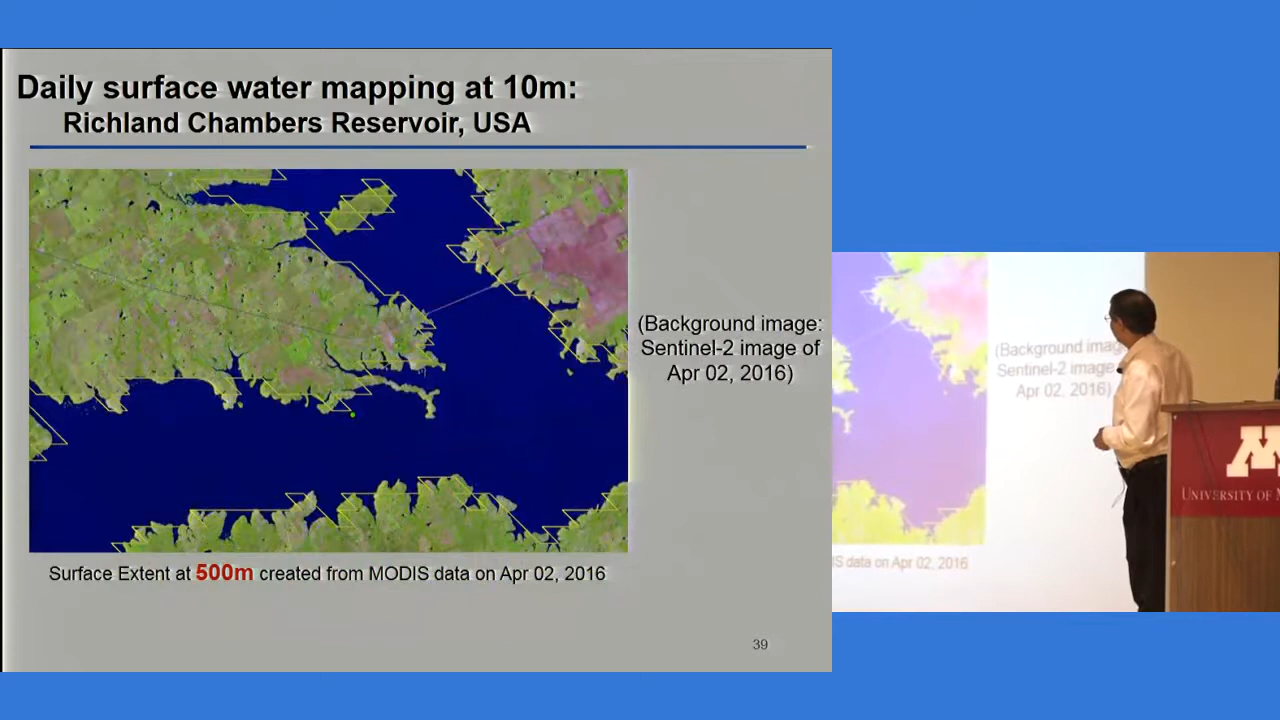 Daily surface water mapping at 10m:
Richland Chambers Reservoir, USA
(Background image:
Sentinel-2 image of
Apr 02, 2016)
Surface Extent at 500m created from MODIS data on Apr 02, 2016
39
(Background imag
Sentinel-2 image
Apr 02, 2016)
IS data on Apr 02, 2016
M
UNIVERSITY OF